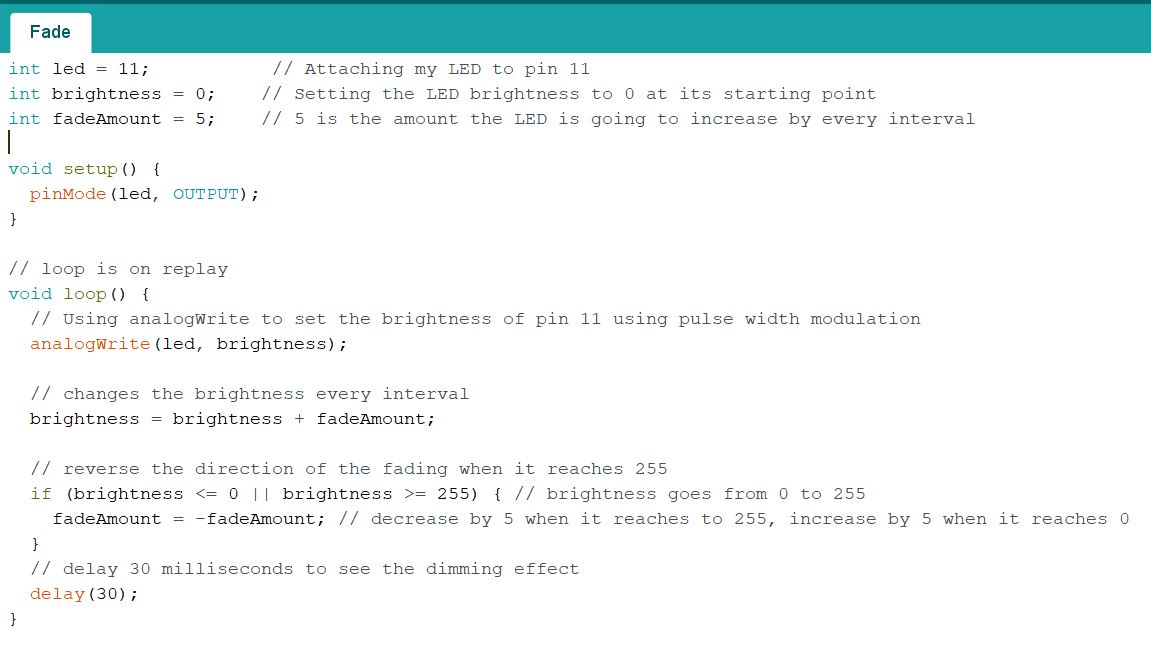 Fade
int led = 11;           // Attaching my LED to pin 11
int brightness = 0;    // Setting the LED brightness to 0 at its starting point
int fadeAmount = 5;    // 5 is the amount the LED is going to increase by every interval
void setup() {
  pinMode(led, OUTPUT);
}
// loop is on replay
void loop() {
  // Using analogWrite to set the brightness of pin 11 using pulse width modulation
  analogWrite(led, brightness);
  // changes the brightness every interval
  brightness = brightness + fadeAmount;
  // reverse the direction of the fading when it reaches 255
  if (brightness <= 0 || brightness >= 255) { // brightness goes from 0 to 255
    fadeAmount = -fadeAmount; // decrease by 5 when it reaches to 255, increase by 5 when it reaches 0
  }
  // delay 30 milliseconds to see the dimming effect
  delay(30);
}